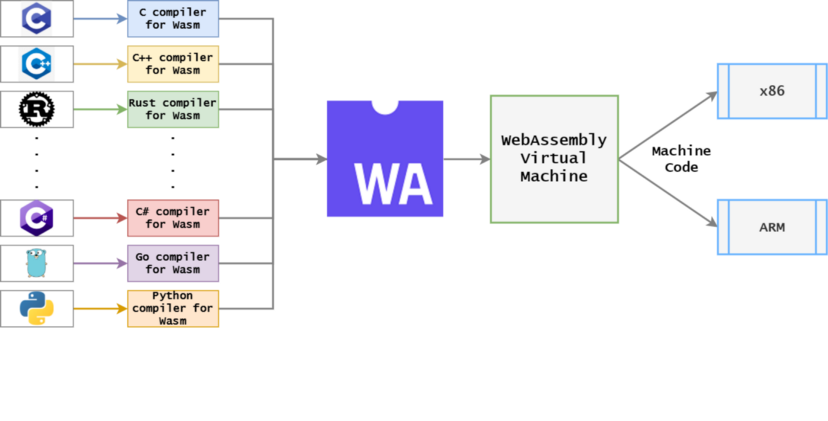 C
C compiler
for Wasm
C++
C++ compiler
for Wasm
R
Rust compiler
for Wasm
C#
C# compiler
for Wasm
Go compiler
for Wasm
Python
compiler for
Wasm
WA
WebAssembly
Virtual
Machine
Machine
Code
x86
ARM